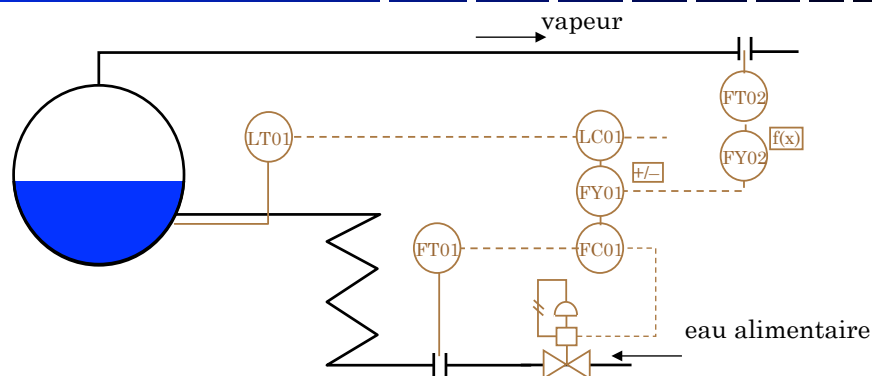 vapeur
FT02
LT01
LC01
f(x)
FY02
+/–
FY01
FT01
FC01
eau alimentaire